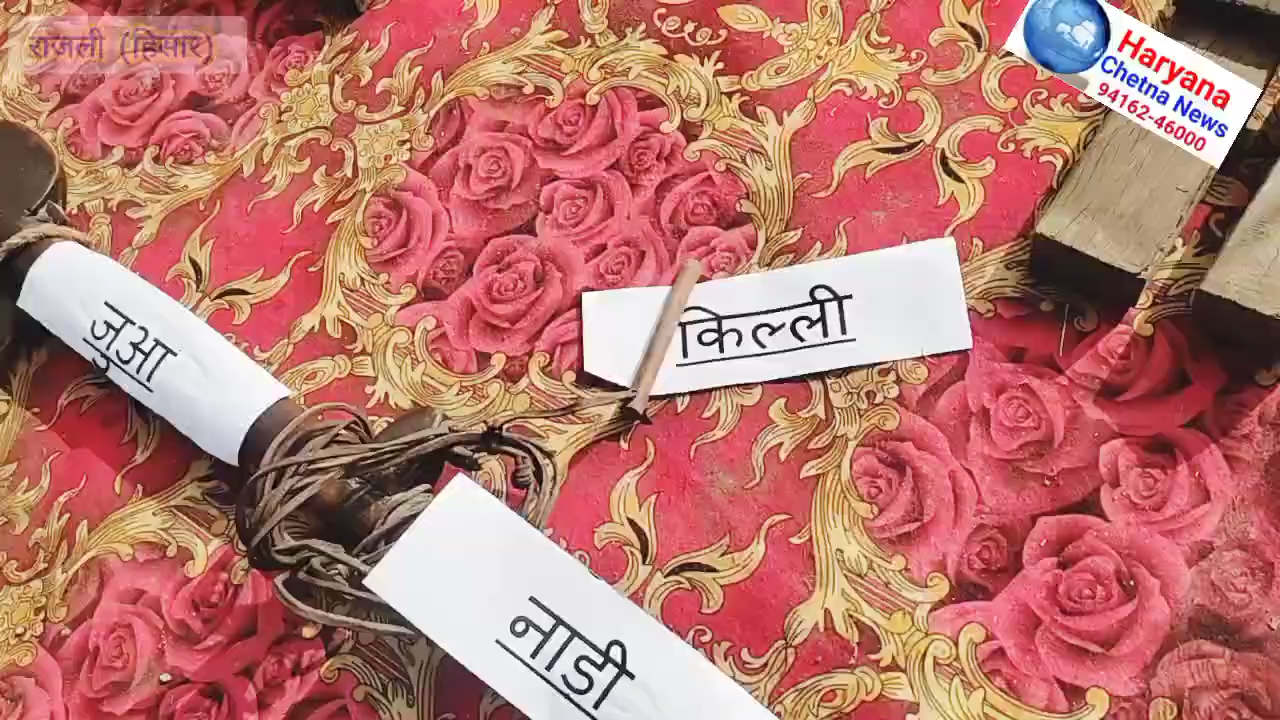 राजली (हिसार)
Haryana
Chetna News
94162-46000
किल्ली
जुआ
नाडी